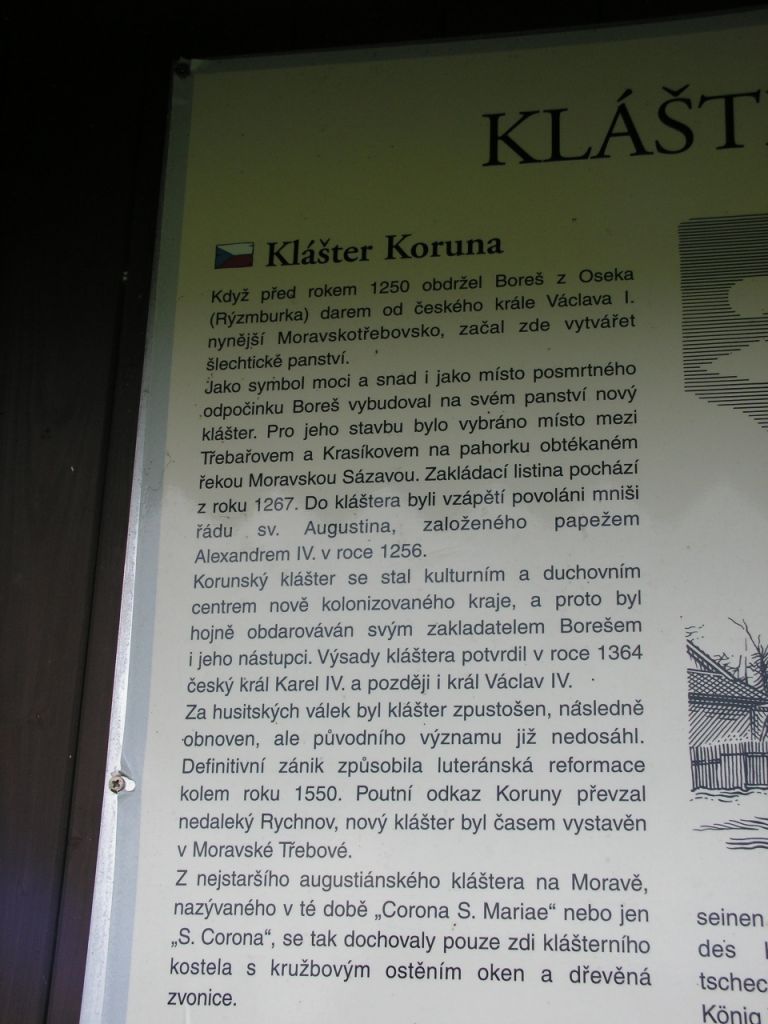 KLÁŠT
Klášter Koruna
Když před rokem 1250 obdržel Boreš z Oseka
(Rýzmburka) darem od českého krále Václava I.
nynější Moravskotřebovsko, začal zde vytvářet
šlechtické panství.
Jako symbol moci a snad i jako místo posmrtného
odpočinku Boreš vybudoval na svém panství nový
klášter. Pro jeho stavbu bylo vybráno místo mezi
Třebařovem a Krasíkovem na pahorku obtékaném
řekou Moravskou Sázavou. Zakládací listina pochází
z roku 1267. Do kláštera byli vzápětí povoláni mniši
řádu sv. Augustina, založeného papežem
Alexandrem IV. v roce 1256.
Korunský klášter se stal kulturním a duchovním
centrem nově kolonizovaného kraje, a proto byl
hojně obdarováván svým zakladatelem Borešem
i jeho nástupci. Výsady kláštera potvrdil v roce 1364
český král Karel IV. a později i král Václav IV.
Za husitských válek byl klášter zpustošen, následně
obnoven, ale původního významu již nedosáhl.
Definitivní zánik způsobila luteránská reformace
kolem roku 1550. Poutní odkaz Koruny převzal
nedaleký Rychnov, nový klášter byl časem vystavěn
v Moravské Třebové.
Z nejstaršího augustiánského kláštera na Moravě,
nazývaného v té době „Corona S. Mariae“ nebo jen
„S. Corona“, se tak dochovaly pouze zdi klášterního
kostela s kružbovým ostěním oken a dřevěná
zvonice.
seinen
des
tschec
König